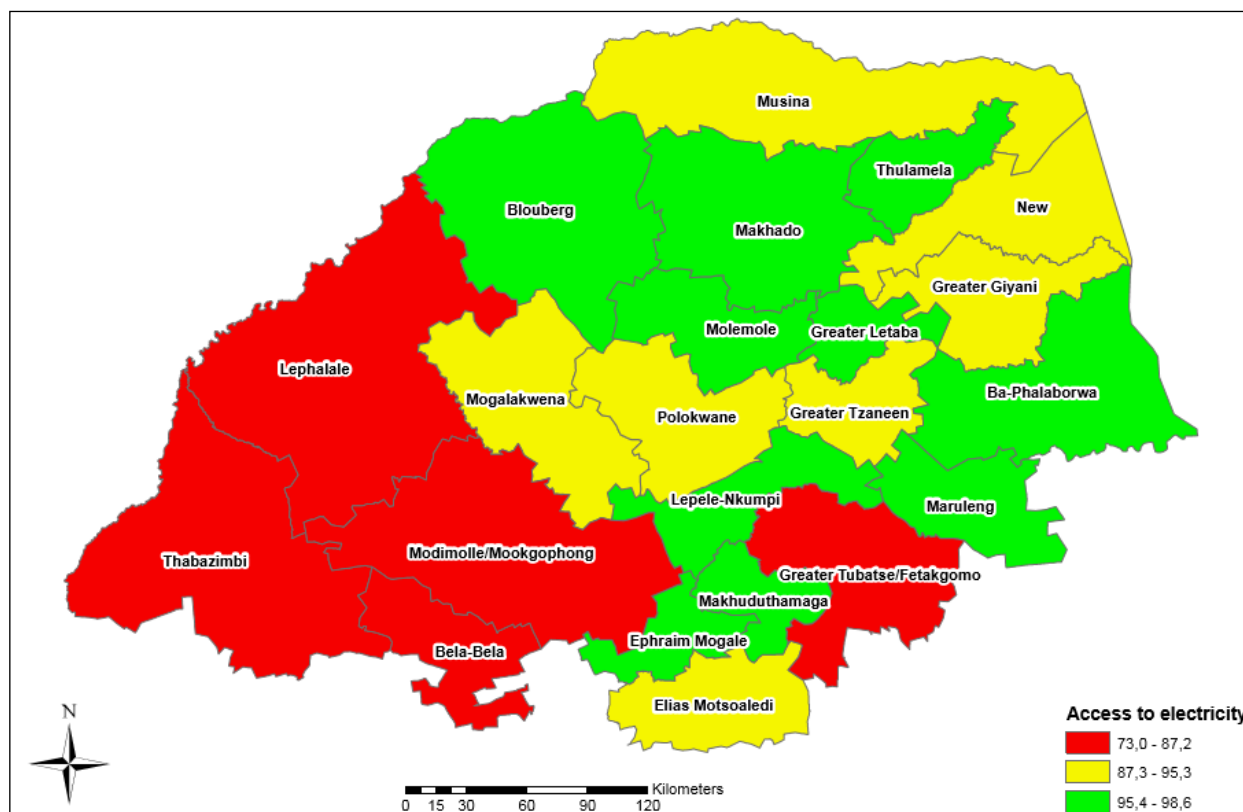 Musina
Thulamela
Blouberg
New
Makhado
Greater Giyani
Molemole
Greater Letaba
Lephalale
Ba-Phalaborwa
Mogalakwena
Polokwane
Greater Tzaneen
Lepele-Nkumpi
Maruleng
Modimolle/Mookgophong
Thabazimbi
Greater Tubatse/Fetakgomo
Makhuduthamaga
Ephraim Mogale
Bela-Bela
Elias Motsoaledi
N
Access to electricity
73,0 - 87,2
87,3 - 95,3
95,4 - 98,6
Kilometers
0 15 30 60 90 120